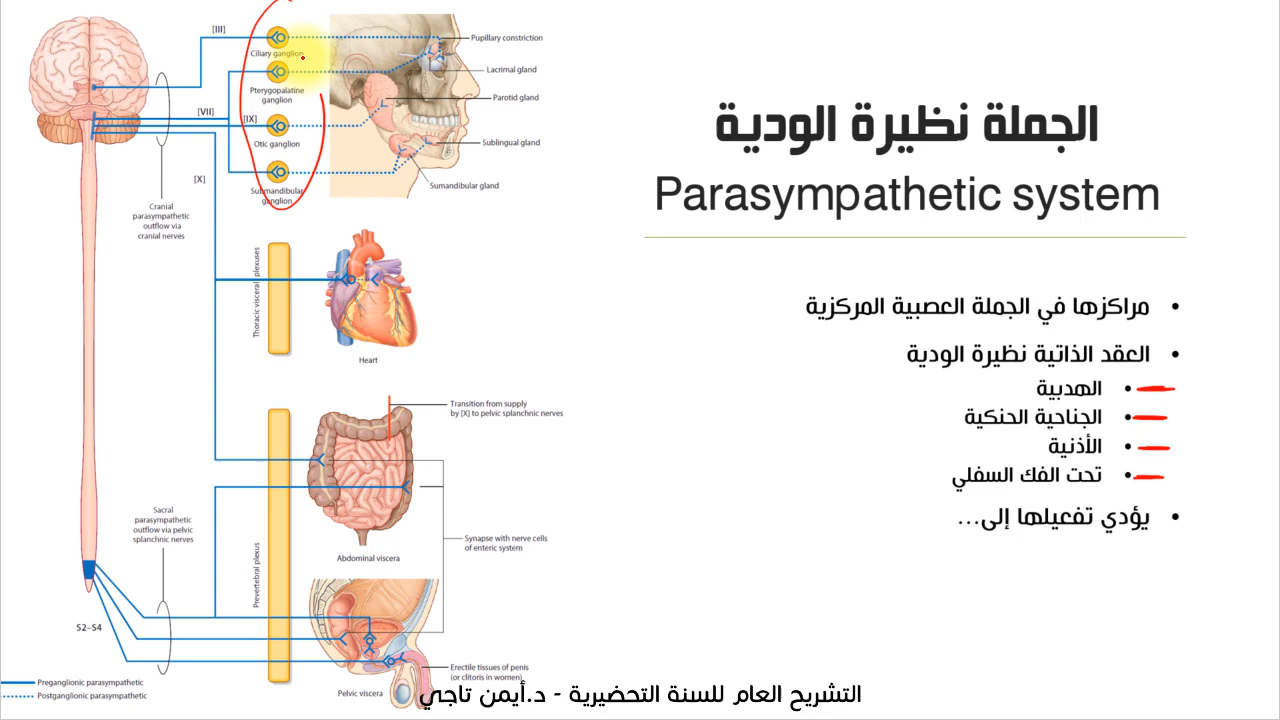 الجملة نظيرة الودية
Parasympathetic system
مراكزها في الجملة العصبية المركزية
العقد الذاتية نظيرة الودية
الهدبية
الجناحية الحنكية
الأذنية
تحت الفك السفلي
يؤدي تفعيلها إلى...
[III]
Ciliary ganglion
Pterygopalatine
ganglion
[VII]
[IX]
Otic ganglion
[X]
Submandibular
ganglion
Pupillary constriction
Lacrimal gland
Parotid gland
Sublingual gland
Sumandibular gland
Cranial
parasympathetic
outflow via
cranial nerves
Thoracic visceral plexuses
Heart
Transition from supply
by [X] to pelvic splanchnic nerves
Sacral
parasympathetic
outflow via pelvic
splanchnic nerves
Prevertebral plexus
Abdominal viscera
Synapse with nerve cells
of enteric system
S2–S4
Erectile tissues of penis
(or clitoris in women)
Pelvic viscera
Preganglionic parasympathetic
Postganglionic parasympathetic
التشريح العام للسنة التحضيرية - د.أيمن تاجي